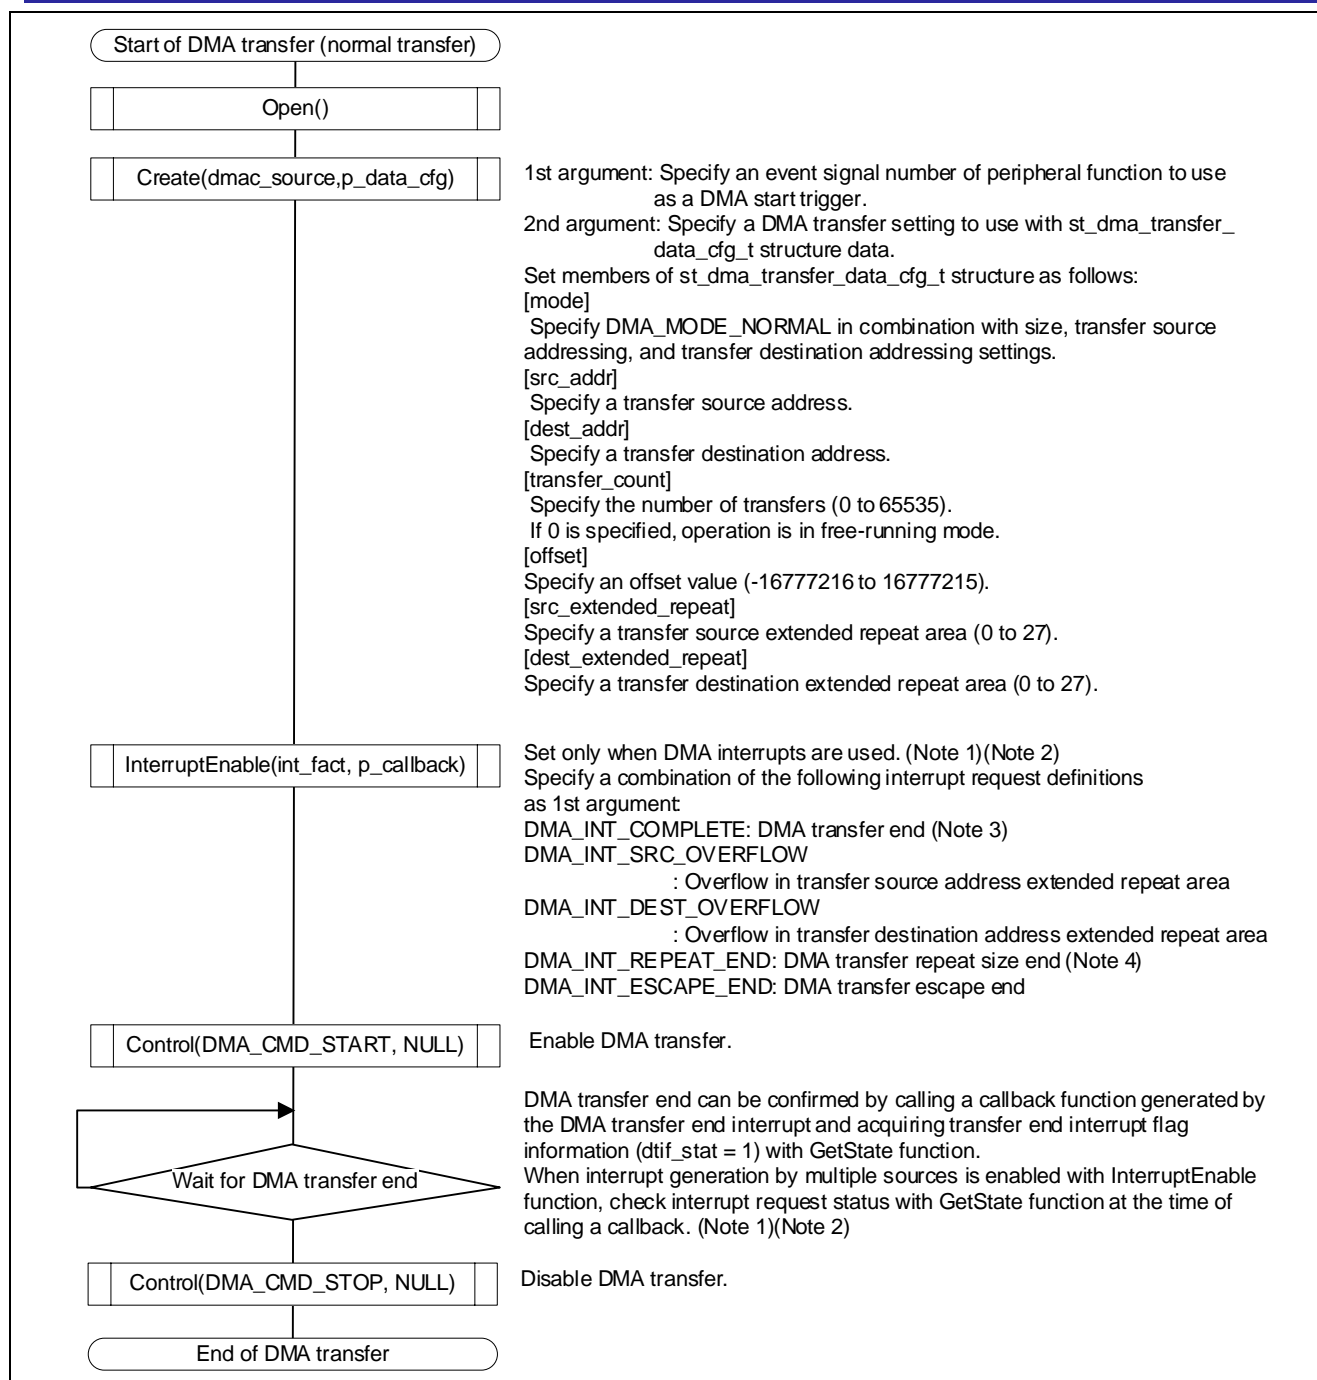 Start of DMA transfer (normal transfer)
Open()
Create(dmac_source,p_data_cfg)
1st argument: Specify an event signal number of peripheral function to use
as a DMA start trigger.
2nd argument: Specify a DMA transfer setting to use with st_dma_transfer_
data_cfg_t structure data.
Set members of st_dma_transfer_data_cfg_t structure as follows:
[mode]
Specify DMA_MODE_NORMAL in combination with size, transfer source
addressing, and transfer destination addressing settings.
[src_addr]
Specify a transfer source address.
[dest_addr]
Specify a transfer destination address.
[transfer_count]
Specify the number of transfers (0 to 65535).
If 0 is specified, operation is in free-running mode.
[offset]
Specify an offset value (-16777216 to 16777215).
[src_extended_repeat]
Specify a transfer source extended repeat area (0 to 27).
[dest_extended_repeat]
Specify a transfer destination extended repeat area (0 to 27).
InterruptEnable(int_fact, p_callback)
Set only when DMA interrupts are used. (Note 1)(Note 2)
Specify a combination of the following interrupt request definitions
as 1st argument:
DMA_INT_COMPLETE: DMA transfer end (Note 3)
DMA_INT_SRC_OVERFLOW
: Overflow in transfer source address extended repeat area
DMA_INT_DEST_OVERFLOW
: Overflow in transfer destination address extended repeat area
DMA_INT_REPEAT_END: DMA transfer repeat size end (Note 4)
DMA_INT_ESCAPE_END: DMA transfer escape end
Control(DMA_CMD_START, NULL)
Enable DMA transfer.
DMA transfer end can be confirmed by calling a callback function generated by
the DMA transfer end interrupt and acquiring transfer end interrupt flag
information (dtif_stat = 1) with GetState function.
When interrupt generation by multiple sources is enabled with InterruptEnable
function, check interrupt request status with GetState function at the time of
calling a callback. (Note 1)(Note 2)
Wait for DMA transfer end
Control(DMA_CMD_STOP, NULL)
Disable DMA transfer.
End of DMA transfer